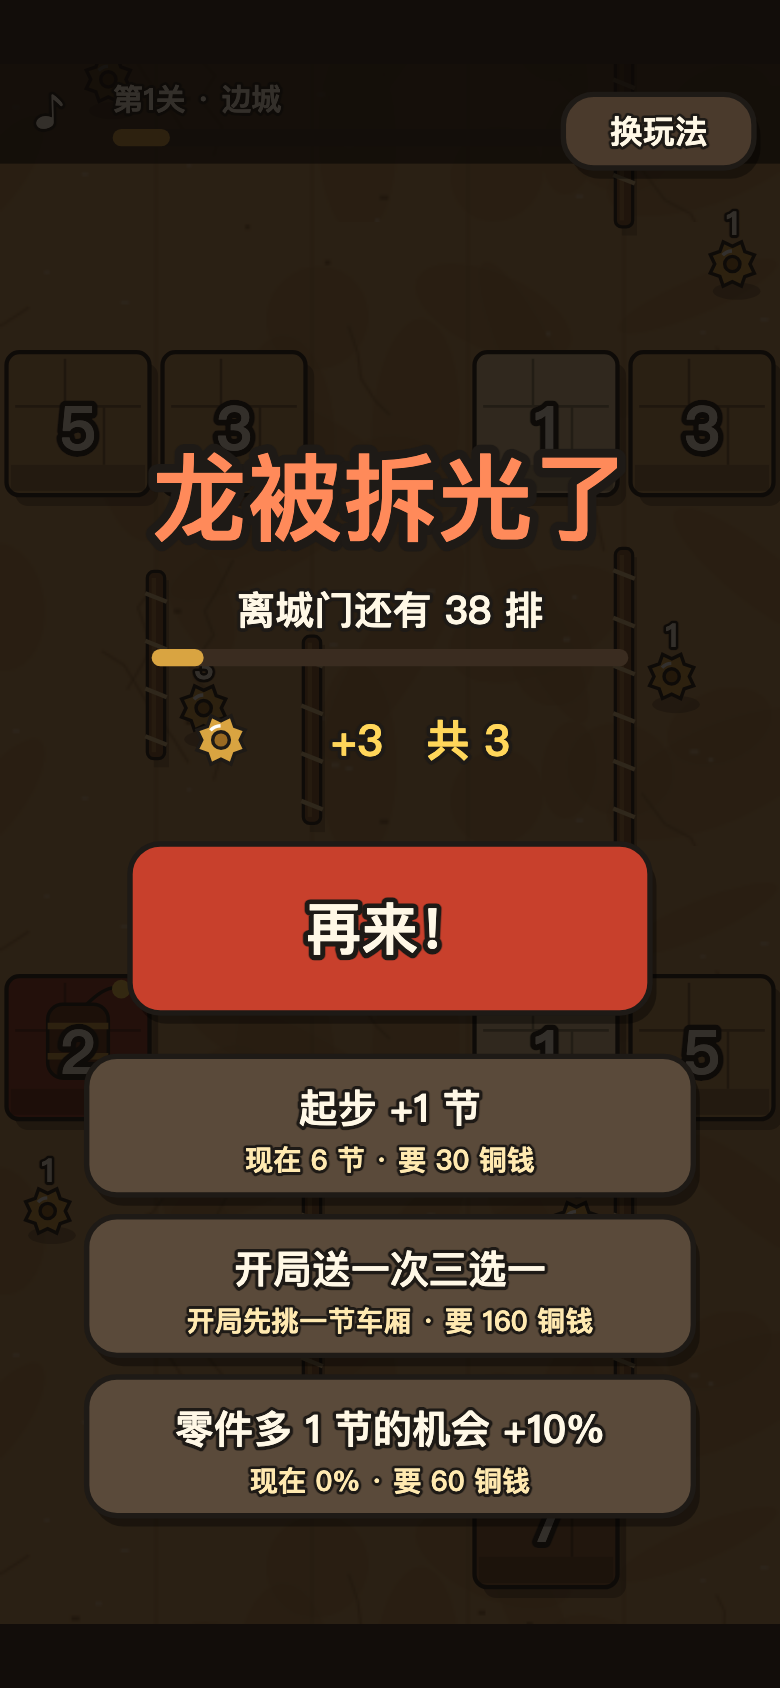 第1关 · 边城
换玩法
1
5
3
1
3
龙被拆光了
离城门还有 38 排
1
3
+3 共 3
再来!
2
1
5
起步 +1 节
现在 6 节 · 要 30 铜钱
1
开局送一次三选一
开局先挑一节车厢 · 要 160 铜钱
零件多 1 节的机会 +10%
现在 0% · 要 60 铜钱
7